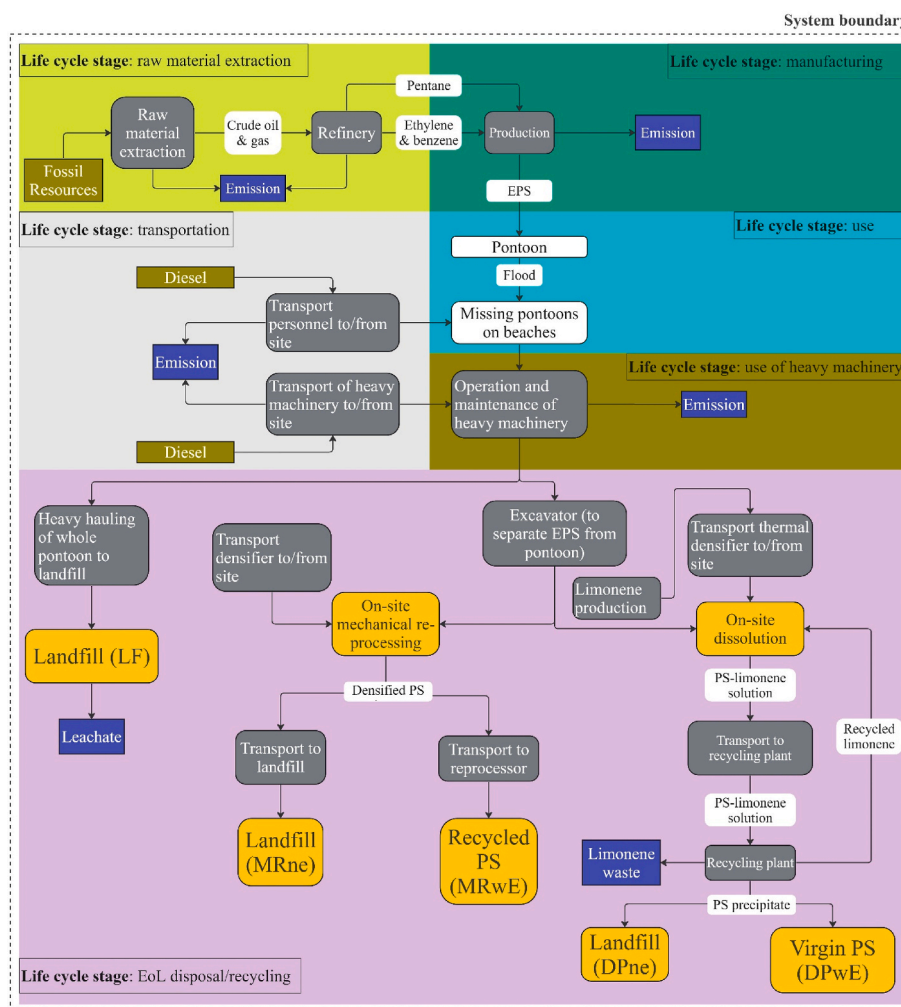 System boundary
Life cycle stage: raw material extraction
Life cycle stage: manufacturing
Pentane
Raw
material
extraction
Crude oil
& gas
Refinery
Ethylene
& benzene
Production
Emission
Fossil
Resources
Emission
EPS
Life cycle stage: transportation
Life cycle stage: use
Pontoon
Diesel
Flood
Transport
personnel to/from
site
Missing pontoons
on beaches
Emission
Life cycle stage: use of heavy machinery
Transport of heavy
machinery to/from
site
Operation and
maintenance of
heavy machinery
Emission
Diesel
Heavy hauling
of whole
pontoon to
landfill
Transport
densifier to/from
site
Excavator (to
separate EPS from
pontoon)
Transport thermal
densifier to/from
site
Limonene
production
On-site
mechanical re-
processing
On-site
dissolution
Landfill (LF)
Densified PS
PS-limonene
solution
Leachate
Transport to
landfill
Transport to
reprocessor
Transport to
recycling plant
Recycled
limonene
PS-limonene
solution
Landfill
(MRne)
Recycled
PS
(MRwE)
Limonene
waste
Recycling plant
PS precipitate
Landfill
(DPne)
Virgin PS
(DPwE)
Life cycle stage: EoL disposal/recycling